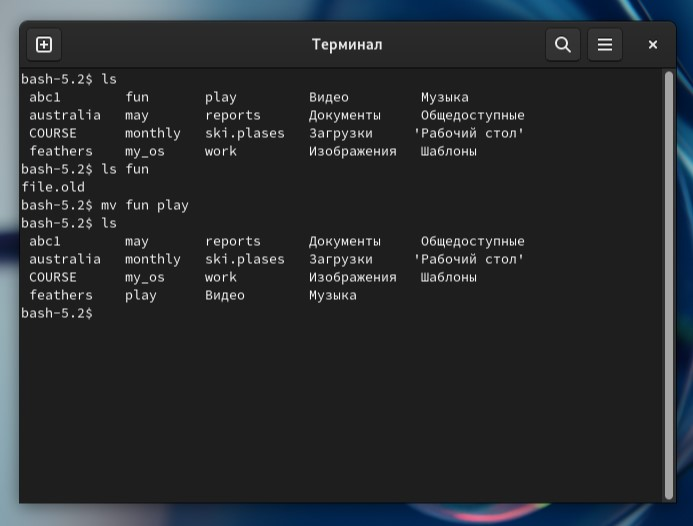 Терминал
bash-5.2$ ls
abc1 fun play Видео Музыка
australia may reports Документы Общедоступные
COURSE monthly ski.plases Загрузки 'Рабочий стол'
feathers my_os work Изображения Шаблоны
bash-5.2$ ls fun
file.old
bash-5.2$ mv fun play
bash-5.2$ ls
abc1 may reports Документы Общедоступные
australia monthly ski.plases Загрузки 'Рабочий стол'
COURSE my_os work Изображения Шаблоны
feathers play Видео Музыка
bash-5.2$